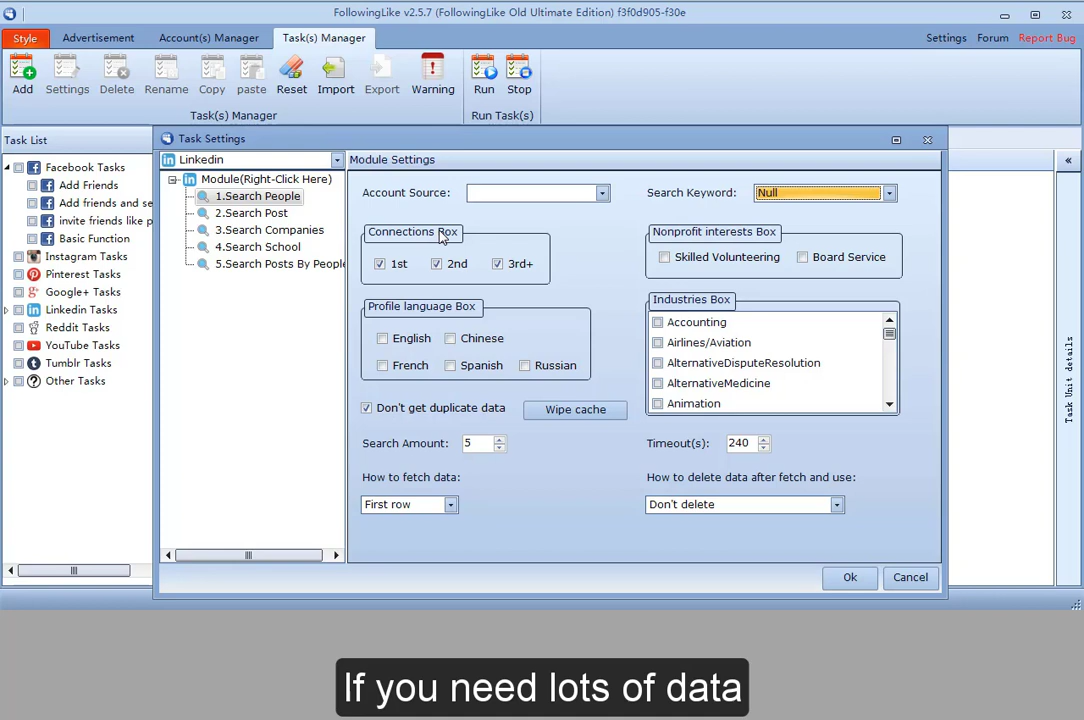 FollowingLike v2.5.7 (FollowingLike Old Ultimate Edition) f3f0d905-f30e
Style
Advertisement
Account(s) Manager
Task(s) Manager
Settings
Forum
Report Bug
Add
Settings
Delete
Rename
Copy
paste
Reset
Import
Export
Warning
Run
Stop
Task(s) Manager
Run Task(s)
Task List
Facebook Tasks
Add Friends
Add friends and se
invite friends like p
Basic Function
Instagram Tasks
Pinterest Tasks
Google+ Tasks
Linkedin Tasks
Reddit Tasks
YouTube Tasks
Tumblr Tasks
Other Tasks
Task Settings
Linkedin
Module(Right-Click Here)
1.Search People
2.Search Post
3.Search Companies
4.Search School
5.Search Posts By People
Module Settings
Account Source:
Search Keyword:
Null
Connections Box
1st
2nd
3rd+
Nonprofit interests Box
Skilled Volunteering
Board Service
Profile language Box
English
Chinese
French
Spanish
Russian
Industries Box
Accounting
Airlines/Aviation
AlternativeDisputeResolution
AlternativeMedicine
Animation
Don't get duplicate data
Wipe cache
Search Amount:
5
Timeout(s):
240
How to fetch data:
First row
How to delete data after fetch and use:
Don't delete
Ok
Cancel
Task Unit details
If you need lots of data